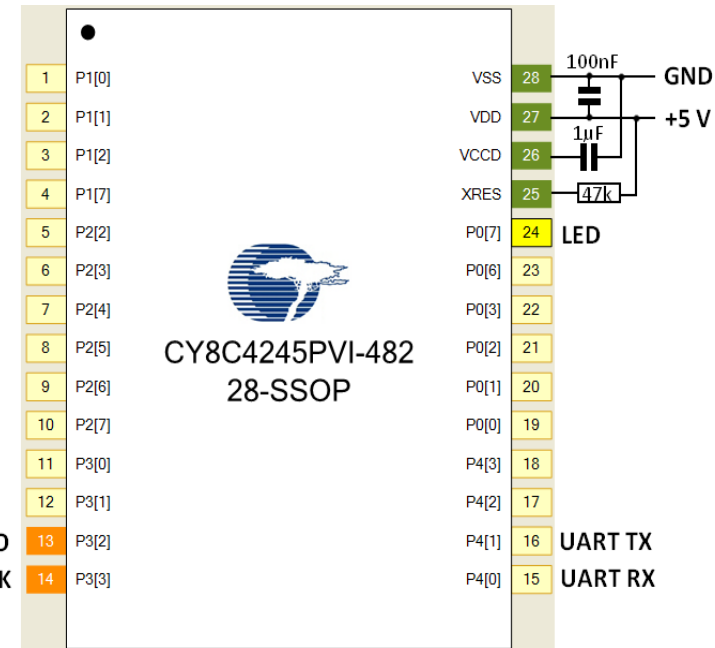 100nF
1 P1[0] VSS 28 GND
2 P1[1] VDD 27 +5 V
1µF
3 P1[2] VCCD 26
4 P1[7] XRES 25 47k
5 P2[2] P0[7] 24 LED
6 P2[3] P0[6] 23
7 P2[4] P0[3] 22
8 P2[5] P0[2] 21
CY8C4245PVI-482
9 P2[6] P0[1] 20
28-SSOP
10 P2[7] P0[0] 19
11 P3[0] P4[3] 18
12 P3[1] P4[2] 17
13 P3[2] P4[1] 16 UART TX
K 14 P3[3] P4[0] 15 UART RX